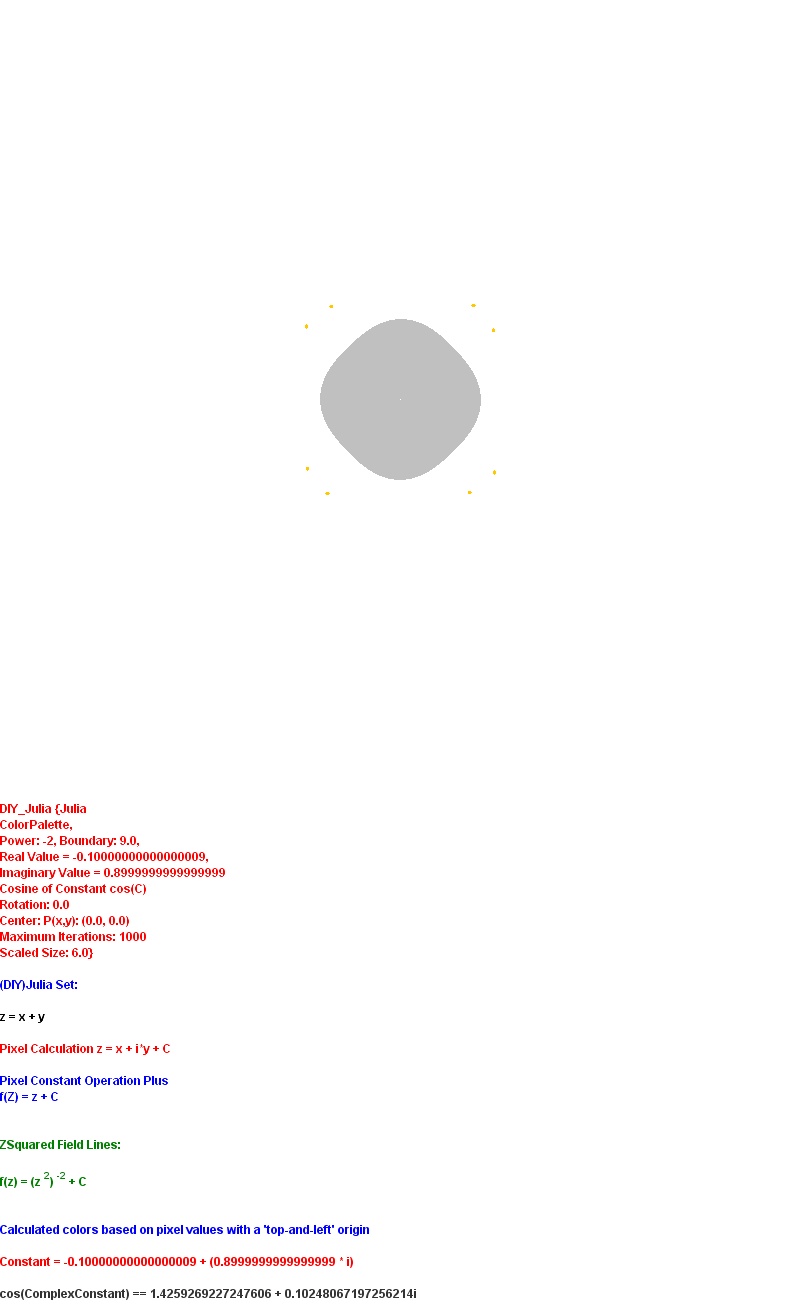 DIY_Julia {Julia
ColorPalette,
Power: -2, Boundary: 9.0,
Real Value = -0.10000000000000009,
Imaginary Value = 0.8999999999999999
Cosine of Constant cos(C)
Rotation: 0.0
Center: P(x,y): (0.0, 0.0)
Maximum Iterations: 1000
Scaled Size: 6.0}
(DIY)Julia Set:
z = x + y
Pixel Calculation z = x + i*y + C
Pixel Constant Operation Plus
f(Z) = z + C
ZSquared Field Lines:
f(z) = (z 2) -2 + C
Calculated colors based on pixel values with a 'top-and-left' origin
Constant = -0.10000000000000009 + (0.8999999999999999 * i)
cos(ComplexConstant) == 1.4259269227247606 + 0.10248067197256214i